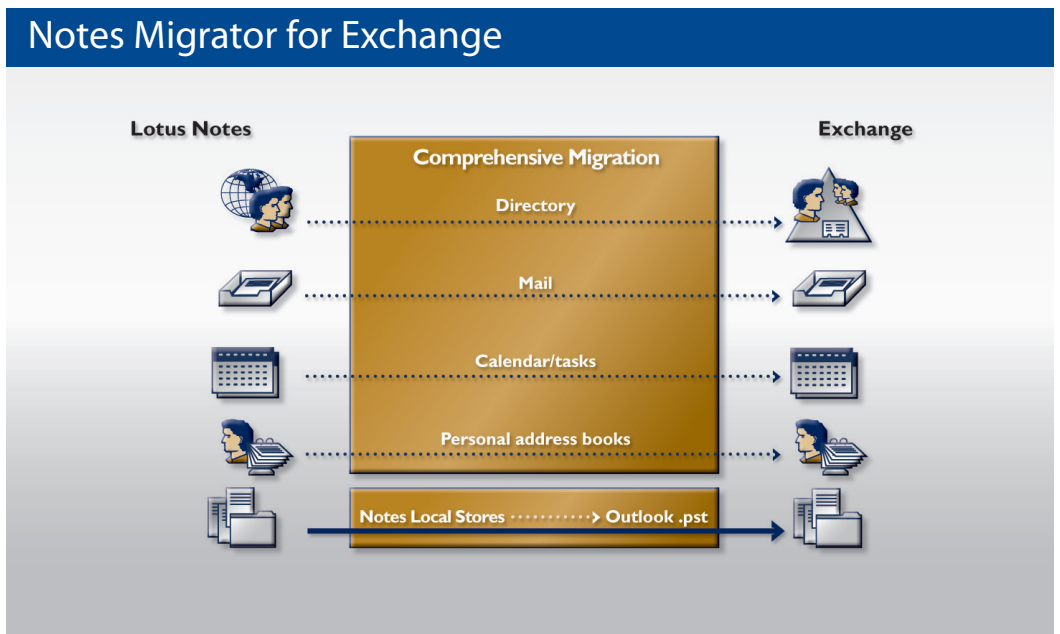 Notes Migrator for Exchange
Lotus Notes
Exchange
Comprehensive Migration
Directory
Mail
Calendar/tasks
Personal address books
Notes Local Stores
Outlook .pst